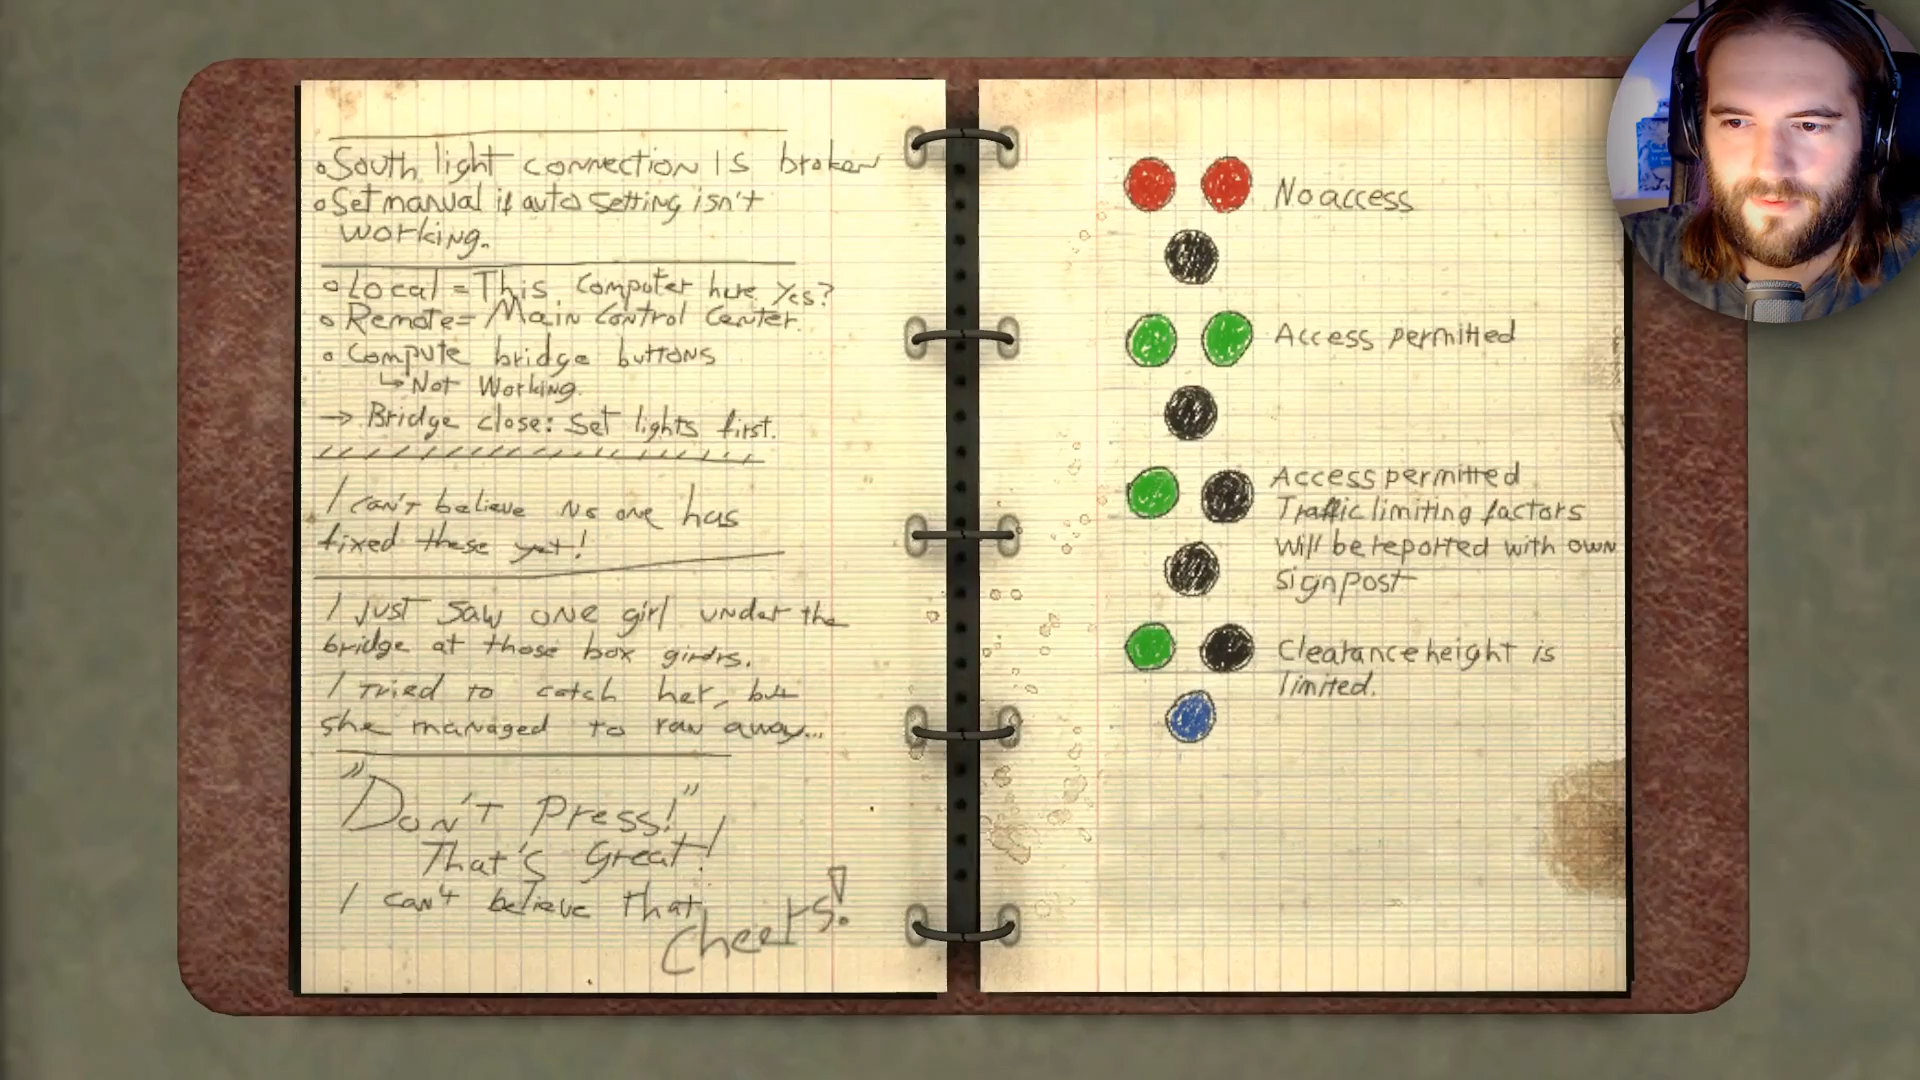 South light connection is broken
Set manual if auto setting isn't
working.
Local = This computer here yes?
Remote = Main Control Center.
Compute bridge buttons
↳ Not Working.
→ Bridge close: Set lights first.
I can't believe no one has
fixed these yet!
I just saw one girl under the
bridge at those box girdrs.
I tried to catch her, but
she managed to raw away...
"Don't Press!"
That's Great!
I can't believe that
Cheers!
No access
Access permitted
Access permitted
Traffic limiting factors
will be reported with own
signpost
Clearance height is
limited.